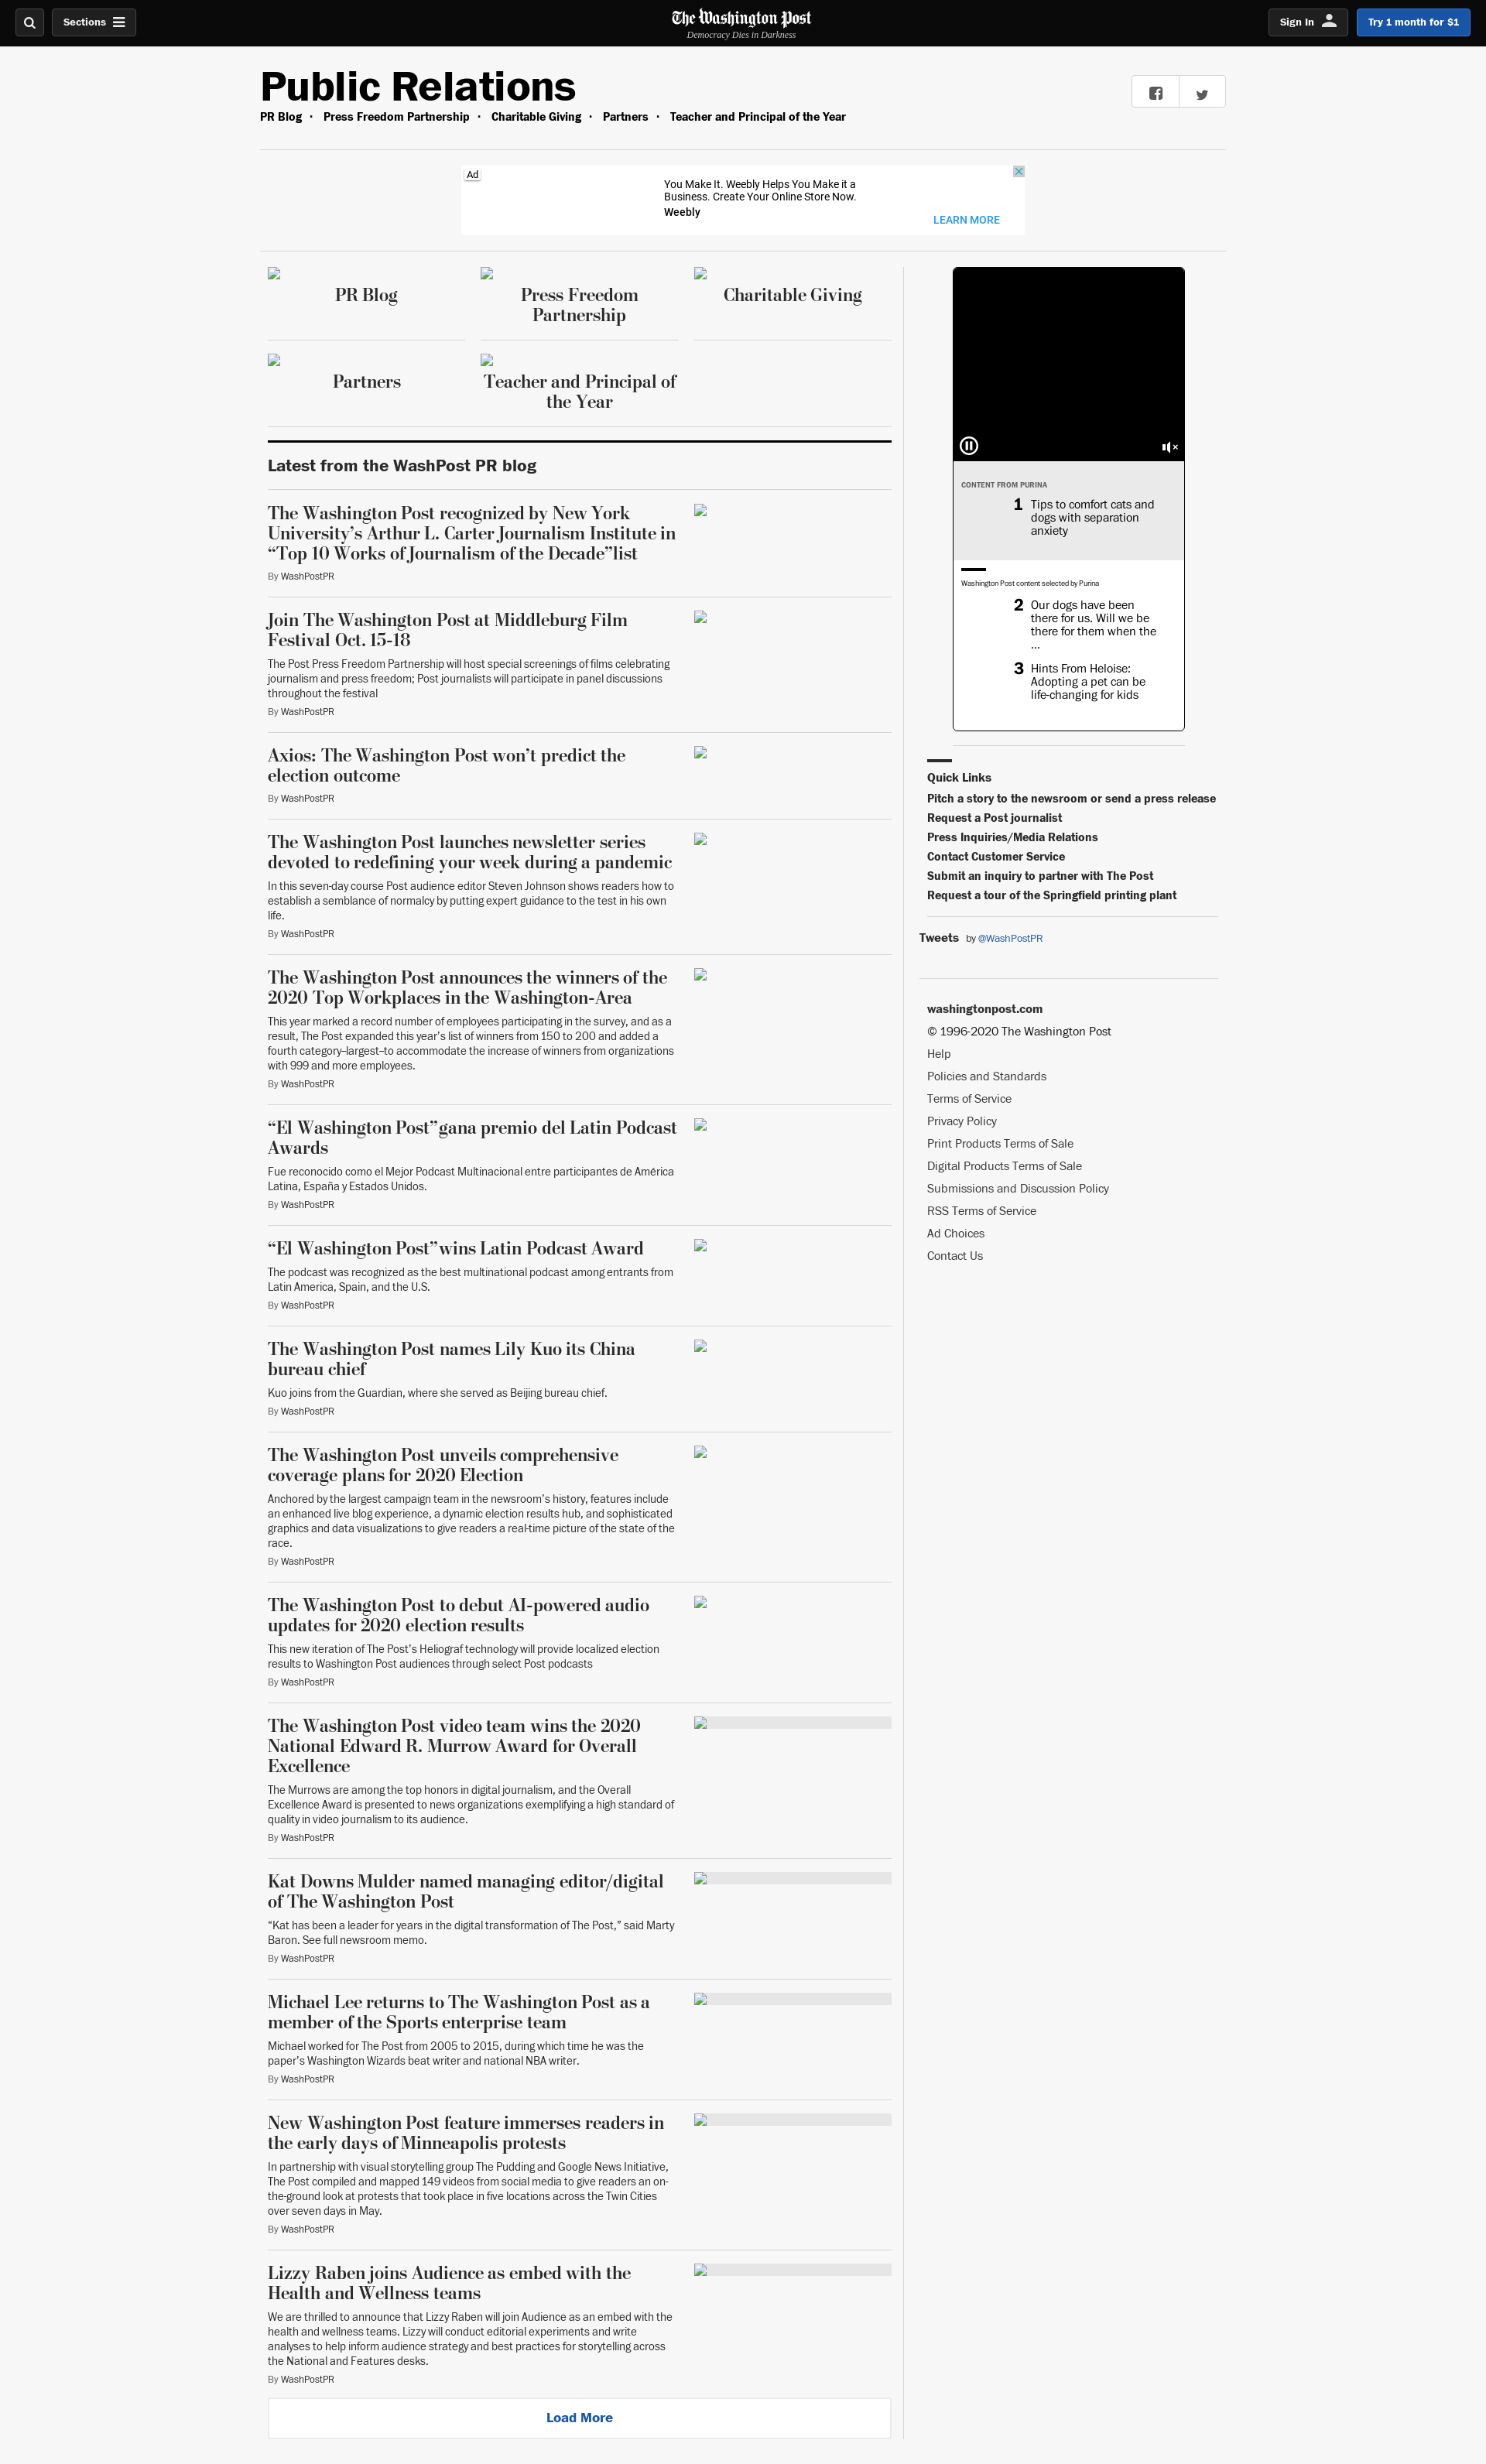 Sections
The Washington Post
Democracy Dies in Darkness
Sign In
Try 1 month for $1
Public Relations
PR Blog • Press Freedom Partnership • Charitable Giving • Partners • Teacher and Principal of the Year
Ad
You Make It. Weebly Helps You Make it a
Business. Create Your Online Store Now.
Weebly
LEARN MORE
PR Blog
Press Freedom
Partnership
Charitable Giving
Partners
Teacher and Principal of
the Year
Latest from the WashPost PR blog
The Washington Post recognized by New York
University’s Arthur L. Carter Journalism Institute in
“Top 10 Works of Journalism of the Decade” list
By WashPostPR
Join The Washington Post at Middleburg Film
Festival Oct. 15-18
The Post Press Freedom Partnership will host special screenings of films celebrating
journalism and press freedom; Post journalists will participate in panel discussions
throughout the festival
By WashPostPR
Axios: The Washington Post won’t predict the
election outcome
By WashPostPR
The Washington Post launches newsletter series
devoted to redefining your week during a pandemic
In this seven-day course Post audience editor Steven Johnson shows readers how to
establish a semblance of normalcy by putting expert guidance to the test in his own
life.
By WashPostPR
The Washington Post announces the winners of the
2020 Top Workplaces in the Washington-Area
This year marked a record number of employees participating in the survey, and as a
result, The Post expanded this year’s list of winners from 150 to 200 and added a
fourth category–largest–to accommodate the increase of winners from organizations
with 999 and more employees.
By WashPostPR
“El Washington Post” gana premio del Latin Podcast
Awards
Fue reconocido como el Mejor Podcast Multinacional entre participantes de América
Latina, España y Estados Unidos.
By WashPostPR
“El Washington Post” wins Latin Podcast Award
The podcast was recognized as the best multinational podcast among entrants from
Latin America, Spain, and the U.S.
By WashPostPR
The Washington Post names Lily Kuo its China
bureau chief
Kuo joins from the Guardian, where she served as Beijing bureau chief.
By WashPostPR
The Washington Post unveils comprehensive
coverage plans for 2020 Election
Anchored by the largest campaign team in the newsroom’s history, features include
an enhanced live blog experience, a dynamic election results hub, and sophisticated
graphics and data visualizations to give readers a real-time picture of the state of the
race.
By WashPostPR
The Washington Post to debut AI-powered audio
updates for 2020 election results
This new iteration of The Post’s Heliograf technology will provide localized election
results to Washington Post audiences through select Post podcasts
By WashPostPR
The Washington Post video team wins the 2020
National Edward R. Murrow Award for Overall
Excellence
The Murrows are among the top honors in digital journalism, and the Overall
Excellence Award is presented to news organizations exemplifying a high standard of
quality in video journalism to its audience.
By WashPostPR
Kat Downs Mulder named managing editor/digital
of The Washington Post
“Kat has been a leader for years in the digital transformation of The Post,” said Marty
Baron. See full newsroom memo.
By WashPostPR
Michael Lee returns to The Washington Post as a
member of the Sports enterprise team
Michael worked for The Post from 2005 to 2015, during which time he was the
paper’s Washington Wizards beat writer and national NBA writer.
By WashPostPR
New Washington Post feature immerses readers in
the early days of Minneapolis protests
In partnership with visual storytelling group The Pudding and Google News Initiative,
The Post compiled and mapped 149 videos from social media to give readers an on-
the-ground look at protests that took place in five locations across the Twin Cities
over seven days in May.
By WashPostPR
Lizzy Raben joins Audience as embed with the
Health and Wellness teams
We are thrilled to announce that Lizzy Raben will join Audience as an embed with the
health and wellness teams. Lizzy will conduct editorial experiments and write
analyses to help inform audience strategy and best practices for storytelling across
the National and Features desks.
By WashPostPR
Load More
CONTENT FROM PURINA
1 Tips to comfort cats and
dogs with separation
anxiety
Washington Post content selected by Purina
2 Our dogs have been
there for us. Will we be
there for them when the
...
3 Hints From Heloise:
Adopting a pet can be
life-changing for kids
Quick Links
Pitch a story to the newsroom or send a press release
Request a Post journalist
Press Inquiries/Media Relations
Contact Customer Service
Submit an inquiry to partner with The Post
Request a tour of the Springfield printing plant
Tweets by @WashPostPR
washingtonpost.com
© 1996-2020 The Washington Post
Help
Policies and Standards
Terms of Service
Privacy Policy
Print Products Terms of Sale
Digital Products Terms of Sale
Submissions and Discussion Policy
RSS Terms of Service
Ad Choices
Contact Us